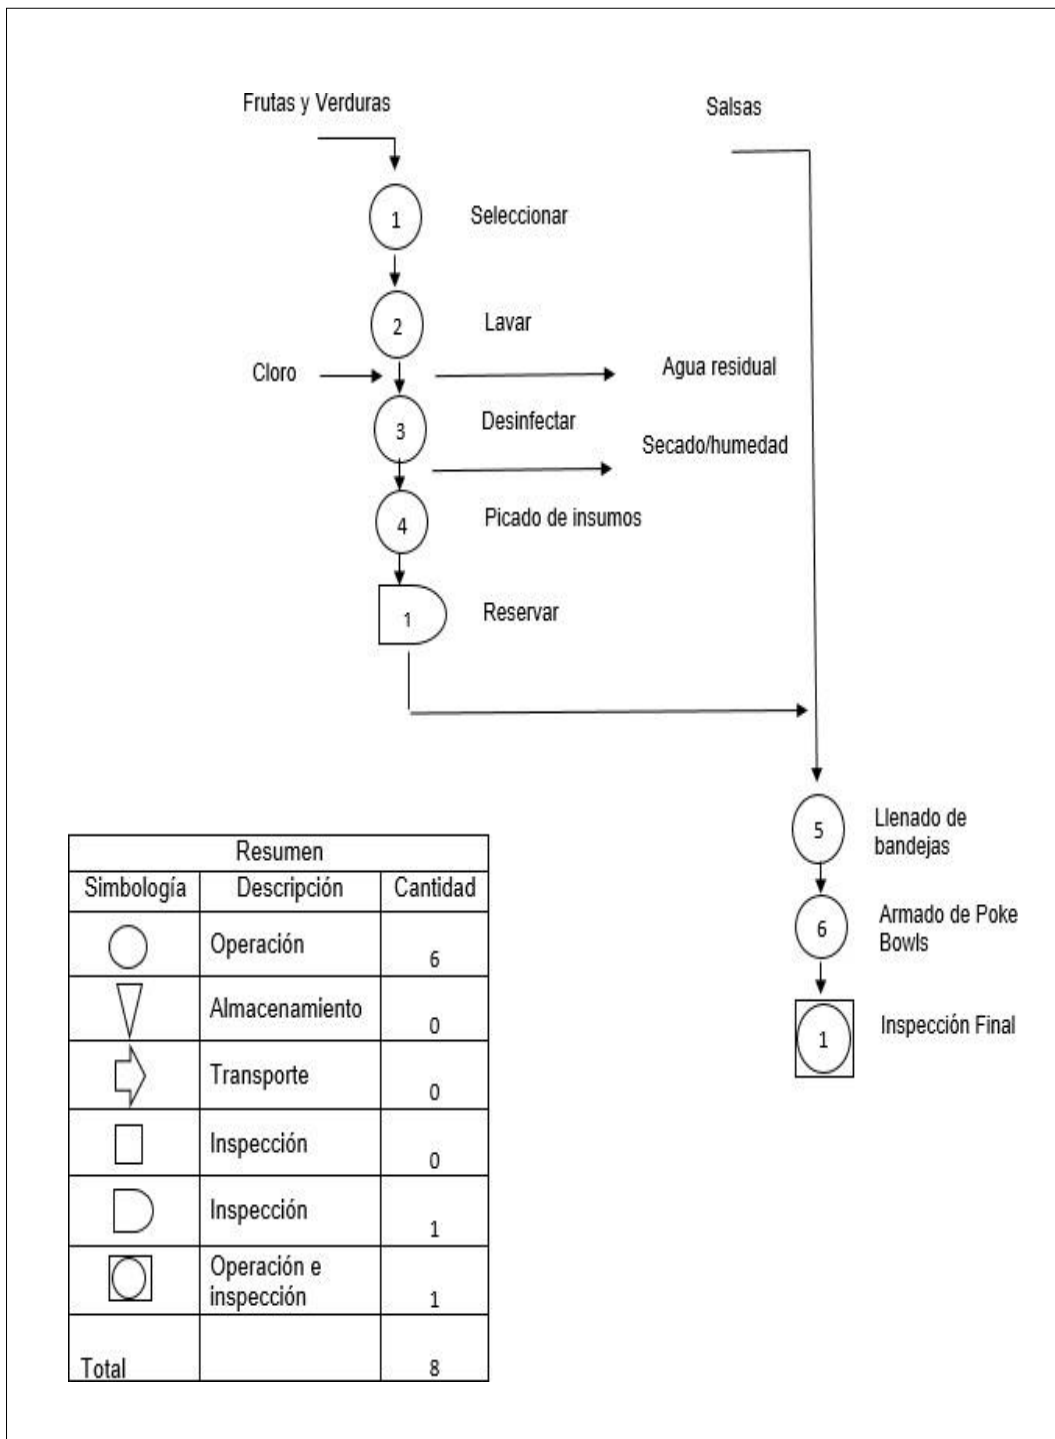 Frutas y Verduras
Salsas
1
Seleccionar
2
Lavar
Cloro
Agua residual
3
Desinfectar
Secado/humedad
4
Picado de insumos
1
Reservar
5
Llenado de
bandejas
6
Armado de Poke
Bowls
1
Inspección Final
Resumen
Simbología Descripción Cantidad
Operación 6
Almacenamiento 0
Transporte 0
Inspección 0
Inspección 1
Operación e
inspección 1
Total 8